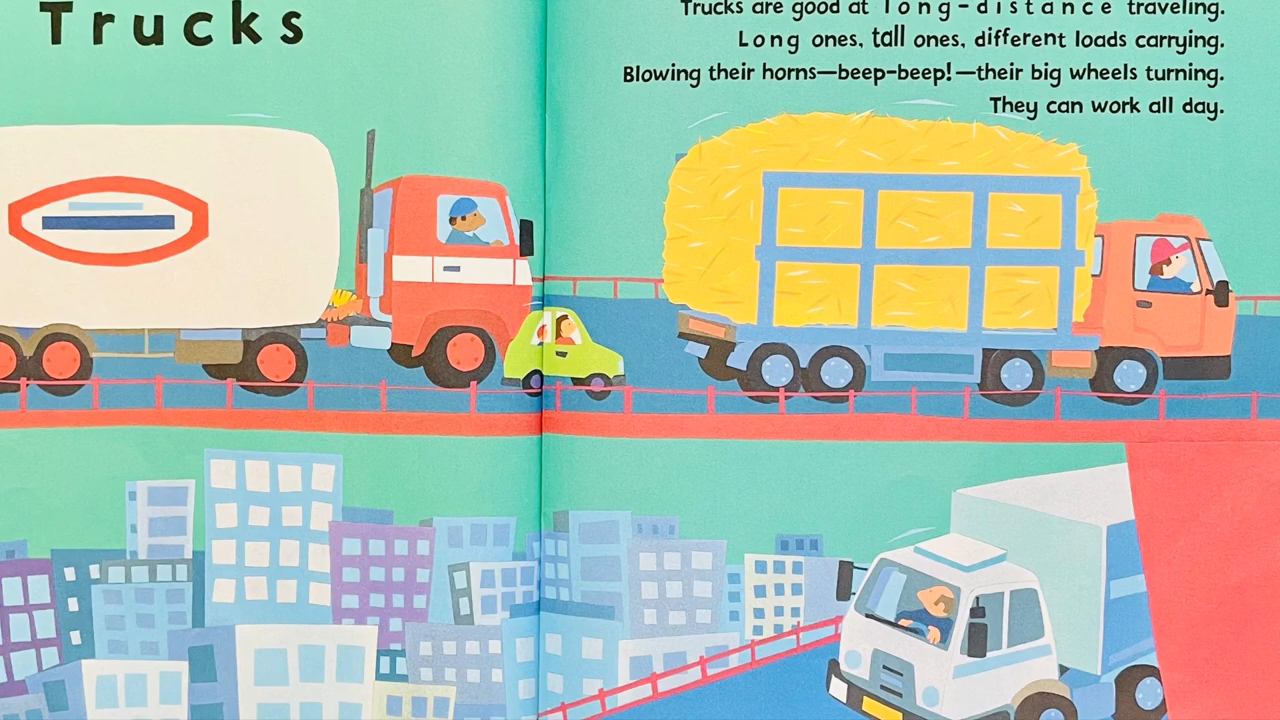 Trucks
Trucks are good at long-distance traveling.
Long ones, tall ones, different loads carrying.
Blowing their horns—beep-beep!—their big wheels turning.
They can work all day.